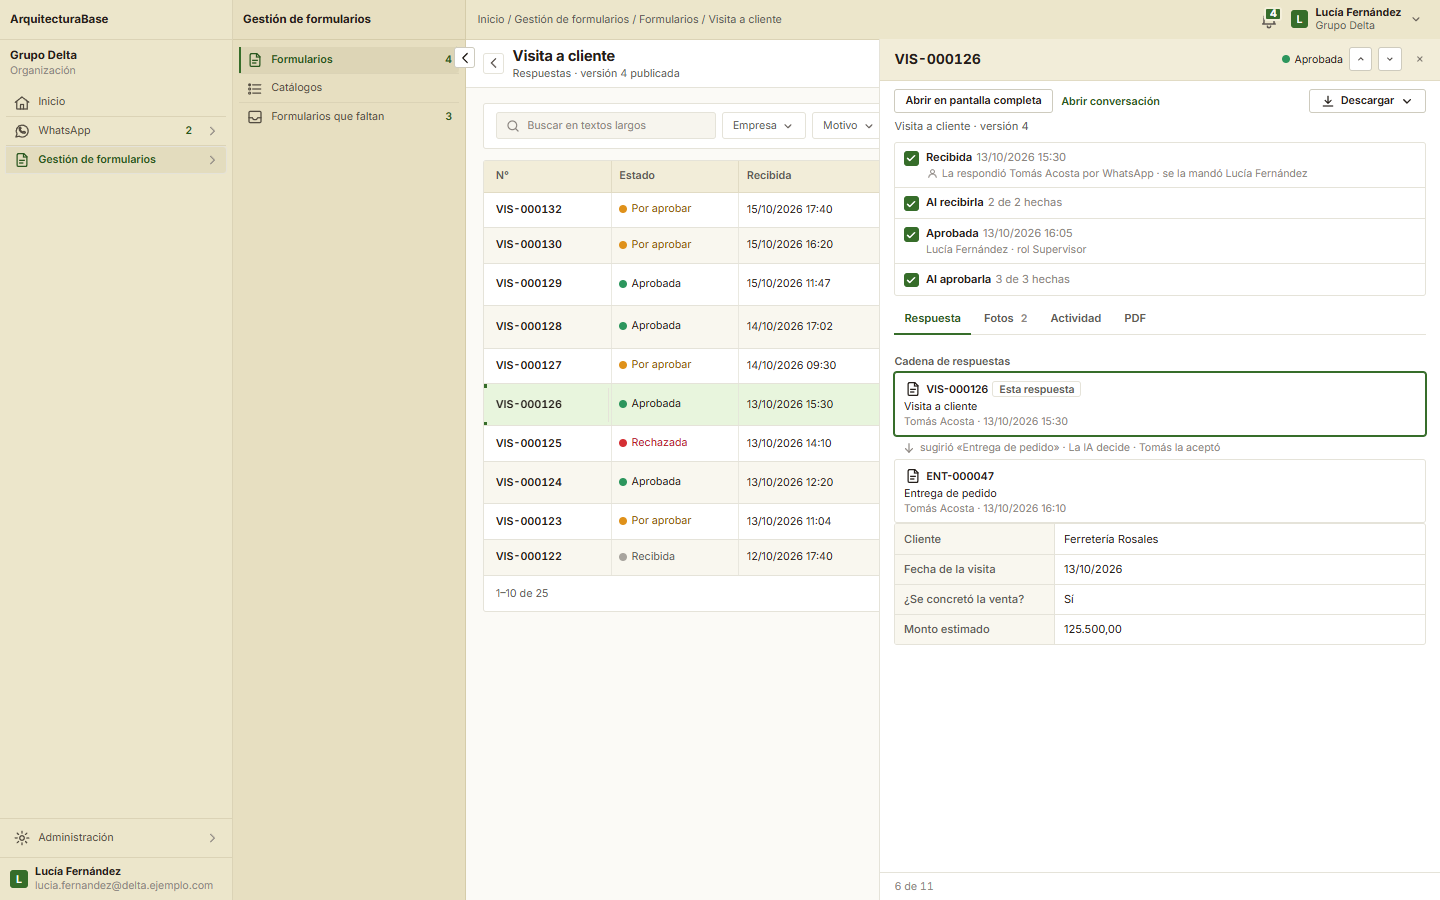 ArquitecturaBase
Grupo Delta
Organización
Inicio
WhatsApp 2
Gestión de formularios
Administración
L
Lucía Fernández
lucia.fernandez@delta.ejemplo.com
Gestión de formularios
Formularios 4
Catálogos
Formularios que faltan 3
Inicio / Gestión de formularios / Formularios / Visita a cliente
4
L
Lucía Fernández
Grupo Delta
Visita a cliente
Respuestas · versión 4 publicada
Buscar en textos largos
Empresa
Motivo
Nº Estado Recibida
VIS-000132 Por aprobar 15/10/2026 17:40
VIS-000130 Por aprobar 15/10/2026 16:20
VIS-000129 Aprobada 15/10/2026 11:47
VIS-000128 Aprobada 14/10/2026 17:02
VIS-000127 Por aprobar 14/10/2026 09:30
VIS-000126 Aprobada 13/10/2026 15:30
VIS-000125 Rechazada 13/10/2026 14:10
VIS-000124 Aprobada 13/10/2026 12:20
VIS-000123 Por aprobar 13/10/2026 11:04
VIS-000122 Recibida 12/10/2026 17:40
1–10 de 25
VIS-000126 Aprobada ×
Abrir en pantalla completa Abrir conversación Descargar
Visita a cliente · versión 4
Recibida 13/10/2026 15:30
La respondió Tomás Acosta por WhatsApp · se la mandó Lucía Fernández
Al recibirla 2 de 2 hechas
Aprobada 13/10/2026 16:05
Lucía Fernández · rol Supervisor
Al aprobarla 3 de 3 hechas
Respuesta Fotos 2 Actividad PDF
Cadena de respuestas
VIS-000126 Esta respuesta
Visita a cliente
Tomás Acosta · 13/10/2026 15:30
sugirió «Entrega de pedido» · La IA decide · Tomás la aceptó
ENT-000047
Entrega de pedido
Tomás Acosta · 13/10/2026 16:10
Cliente Ferretería Rosales
Fecha de la visita 13/10/2026
¿Se concretó la venta? Sí
Monto estimado 125.500,00
6 de 11